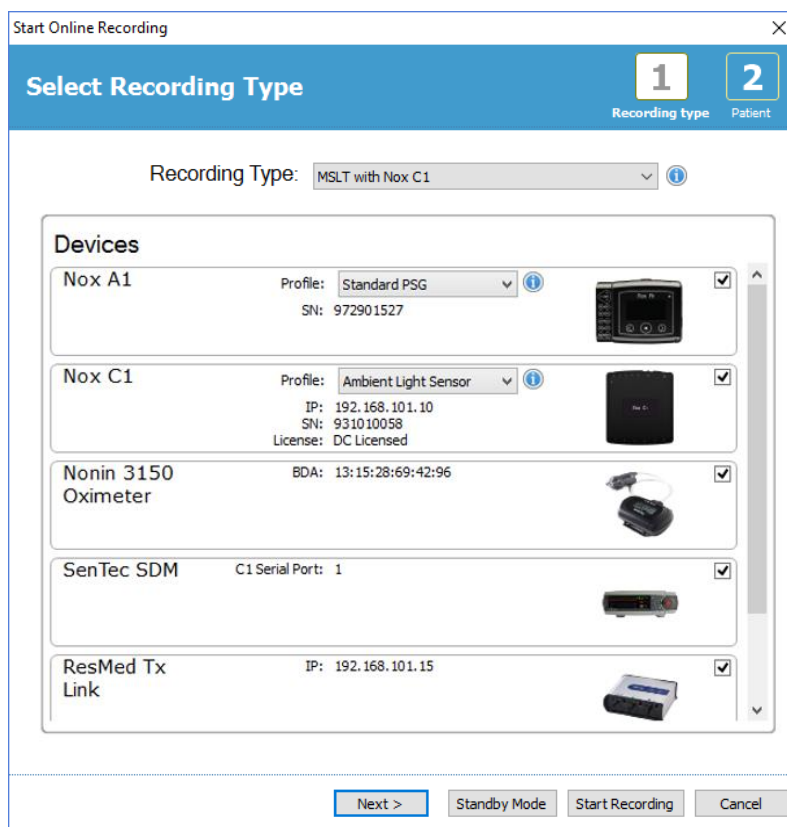 Start Online Recording
Select Recording Type
1
Recording type
2
Patient
Recording Type: MSLT with Nox C1
Devices
Nox A1
Profile: Standard PSG
SN: 972901527
Nox C1
Profile: Ambient Light Sensor
IP: 192.168.101.10
SN: 931010058
License: DC Licensed
Nonin 3150
Oximeter
BDA: 13:15:28:69:42:96
SenTec SDM
C1 Serial Port: 1
ResMed Tx
Link
IP: 192.168.101.15
Next >
Standby Mode
Start Recording
Cancel